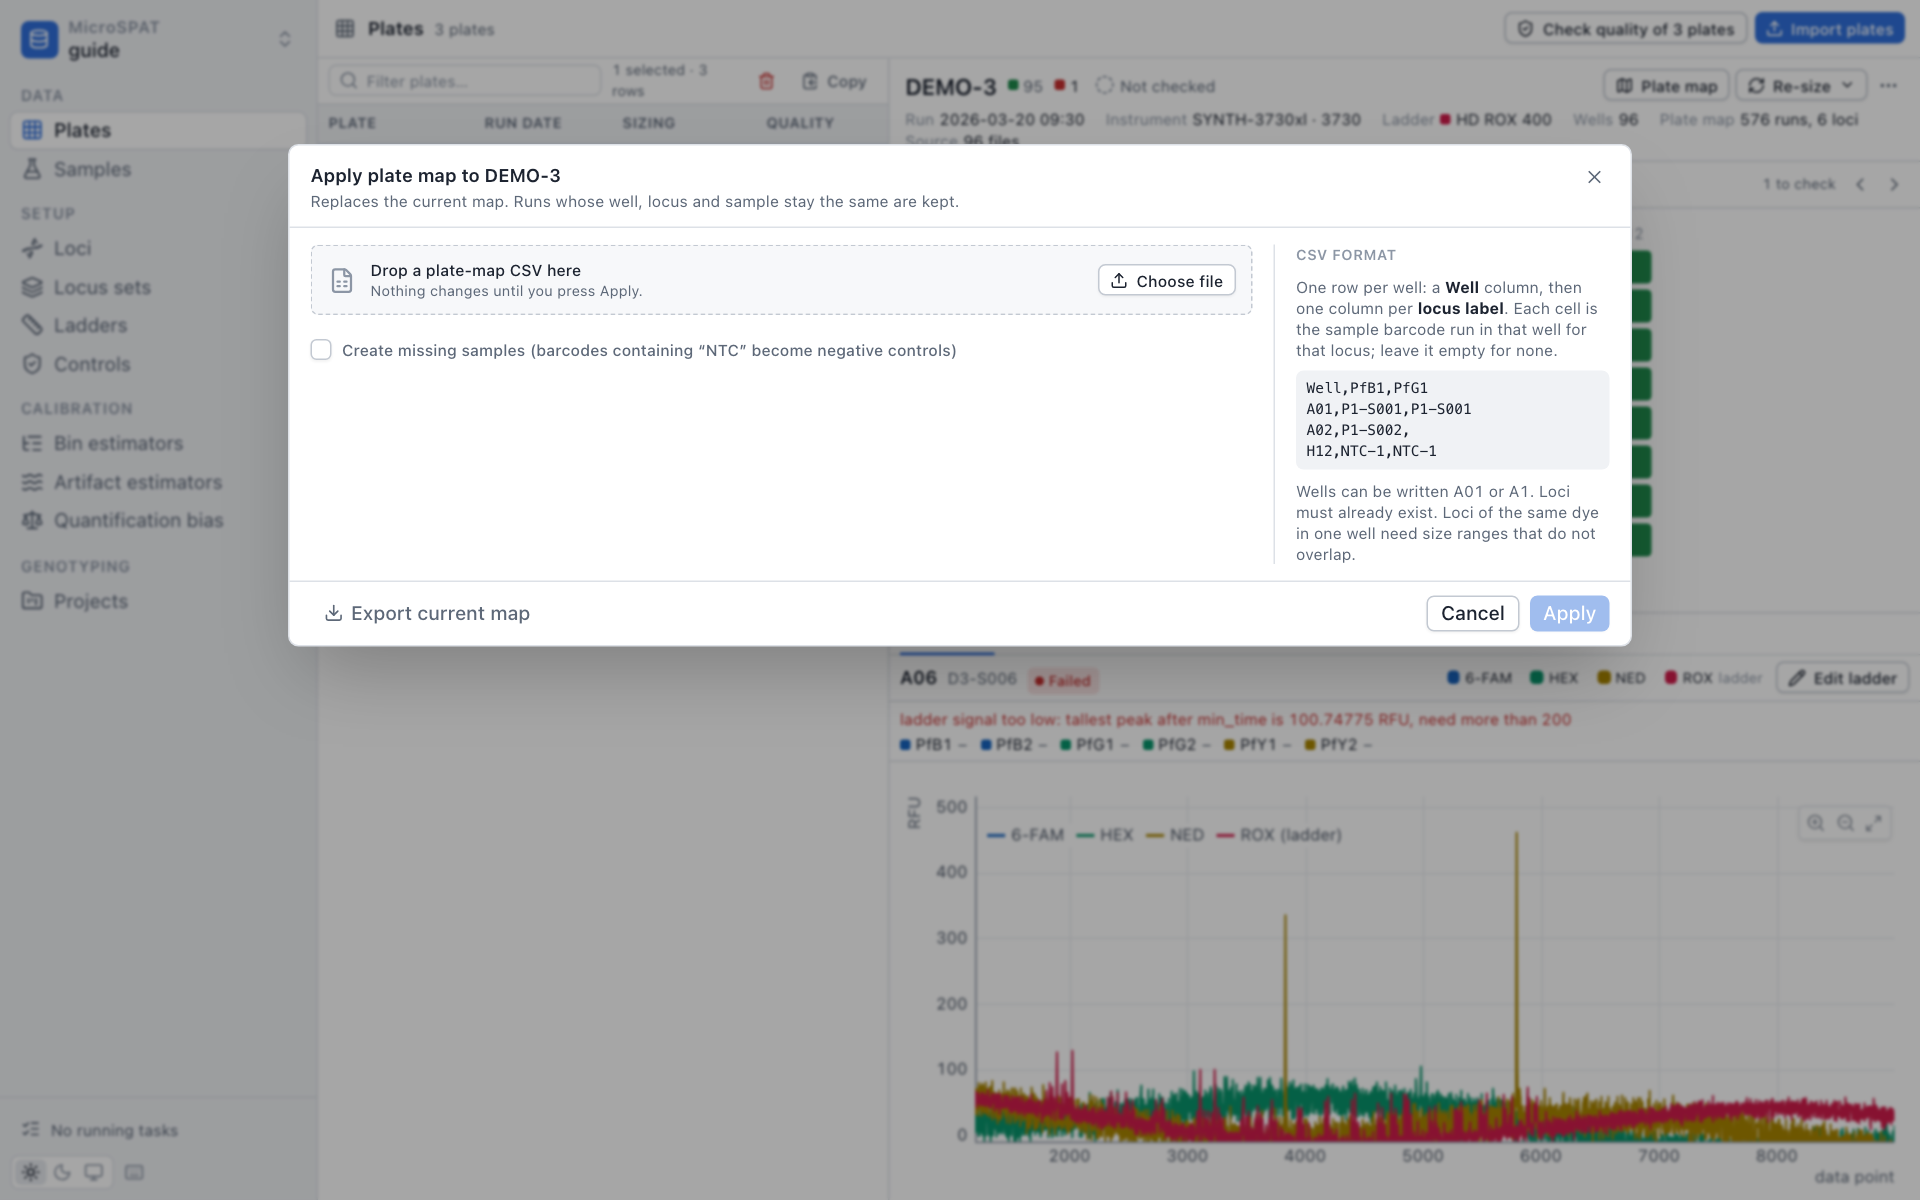 MicroSPAT
guide
DATA
Plates
Samples
SETUP
Loci
Locus sets
Ladders
Controls
CALIBRATION
Bin estimators
Artifact estimators
Quantification bias
GENOTYPING
Projects
No running tasks
Plates 3 plates
Check quality of 3 plates
Import plates
Filter plates...
1 selected · 3
rows
Copy
PLATE RUN DATE SIZING QUALITY
DEMO-3 95 1 Not checked
Plate map
Re-size
Run 2026-03-20 09:30 Instrument SYNTH-3730xl · 3730 Ladder HD ROX 400 Wells 96 Plate map 576 runs, 6 loci
Source 96 files
1 to check
2
Apply plate map to DEMO-3
Replaces the current map. Runs whose well, locus and sample stay the same are kept.
Drop a plate-map CSV here
Nothing changes until you press Apply.
Choose file
Create missing samples (barcodes containing “NTC” become negative controls)
CSV FORMAT
One row per well: a Well column, then
one column per locus label. Each cell is
the sample barcode run in that well for
that locus; leave it empty for none.
Well,PfB1,PfG1
A01,P1-S001,P1-S001
A02,P1-S002,
H12,NTC-1,NTC-1
Wells can be written A01 or A1. Loci
must already exist. Loci of the same dye
in one well need size ranges that do not
overlap.
Export current map
Cancel
Apply
A06 D3-S006 Failed
6-FAM HEX NED ROX ladder
Edit ladder
ladder signal too low: tallest peak after min_time is 100.74775 RFU, need more than 200
PfB1 – PfB2 – PfG1 – PfG2 – PfY1 – PfY2 –
RFU
6-FAM HEX NED ROX (ladder)
500
400
300
200
100
0
2000 3000 4000 5000 6000 7000 8000
data point